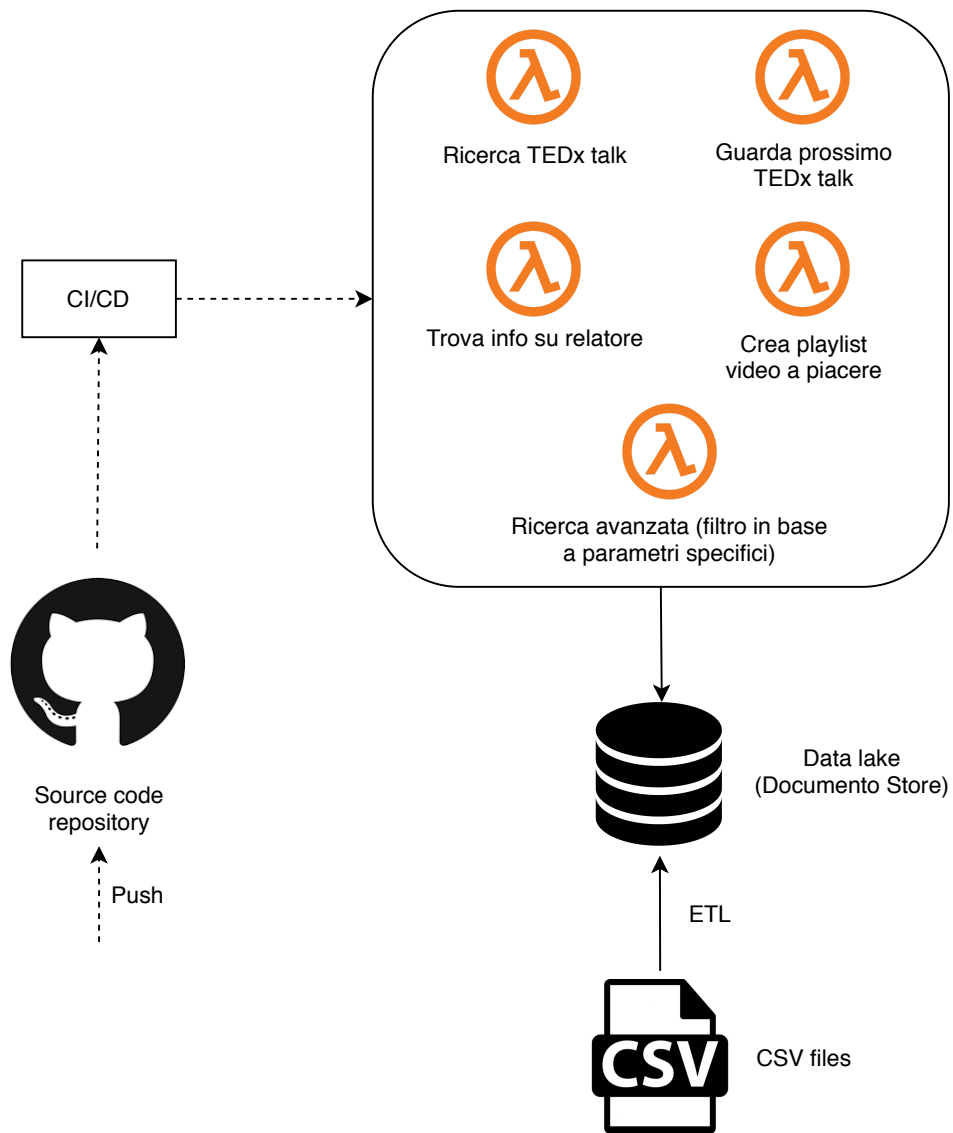 Ricerca TEDx talk
Guarda prossimo
TEDx talk
CI/CD
Trova info su relatore
Crea playlist
video a piacere
Ricerca avanzata (filtro in base
a parametri specifici)
Source code
repository
Data lake
(Documento Store)
Push
ETL
CSV
CSV files